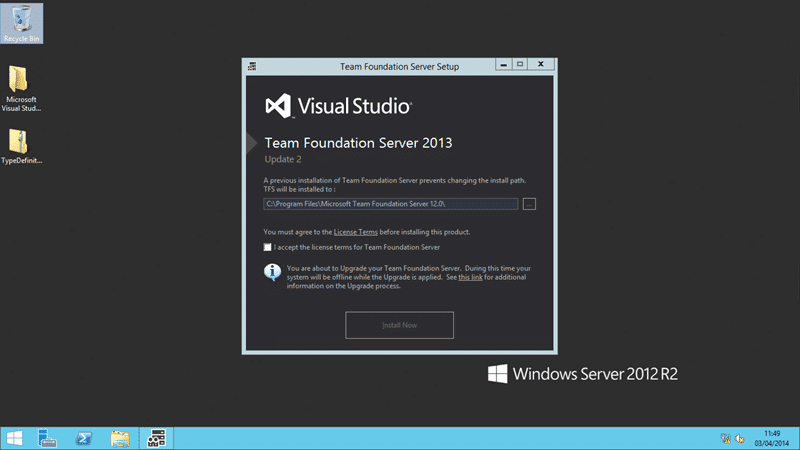 Recycle Bin
Microsoft
Visual Stud...
TypeDefinit...
Team Foundation Server Setup
Visual Studio
Team Foundation Server 2013
Update 2
A previous installation of Team Foundation Server prevents changing the install path.
TFS will be installed to :
C:\Program Files\Microsoft Team Foundation Server 12.0\
...
You must agree to the License Terms before installing this product.
I accept the license terms for Team Foundation Server
You are about to Upgrade your Team Foundation Server. During this time your
system will be offline while the Upgrade is applied. See this link for additional
information on the Upgrade process.
Install Now
Windows Server 2012 R2
11:49
03/04/2014